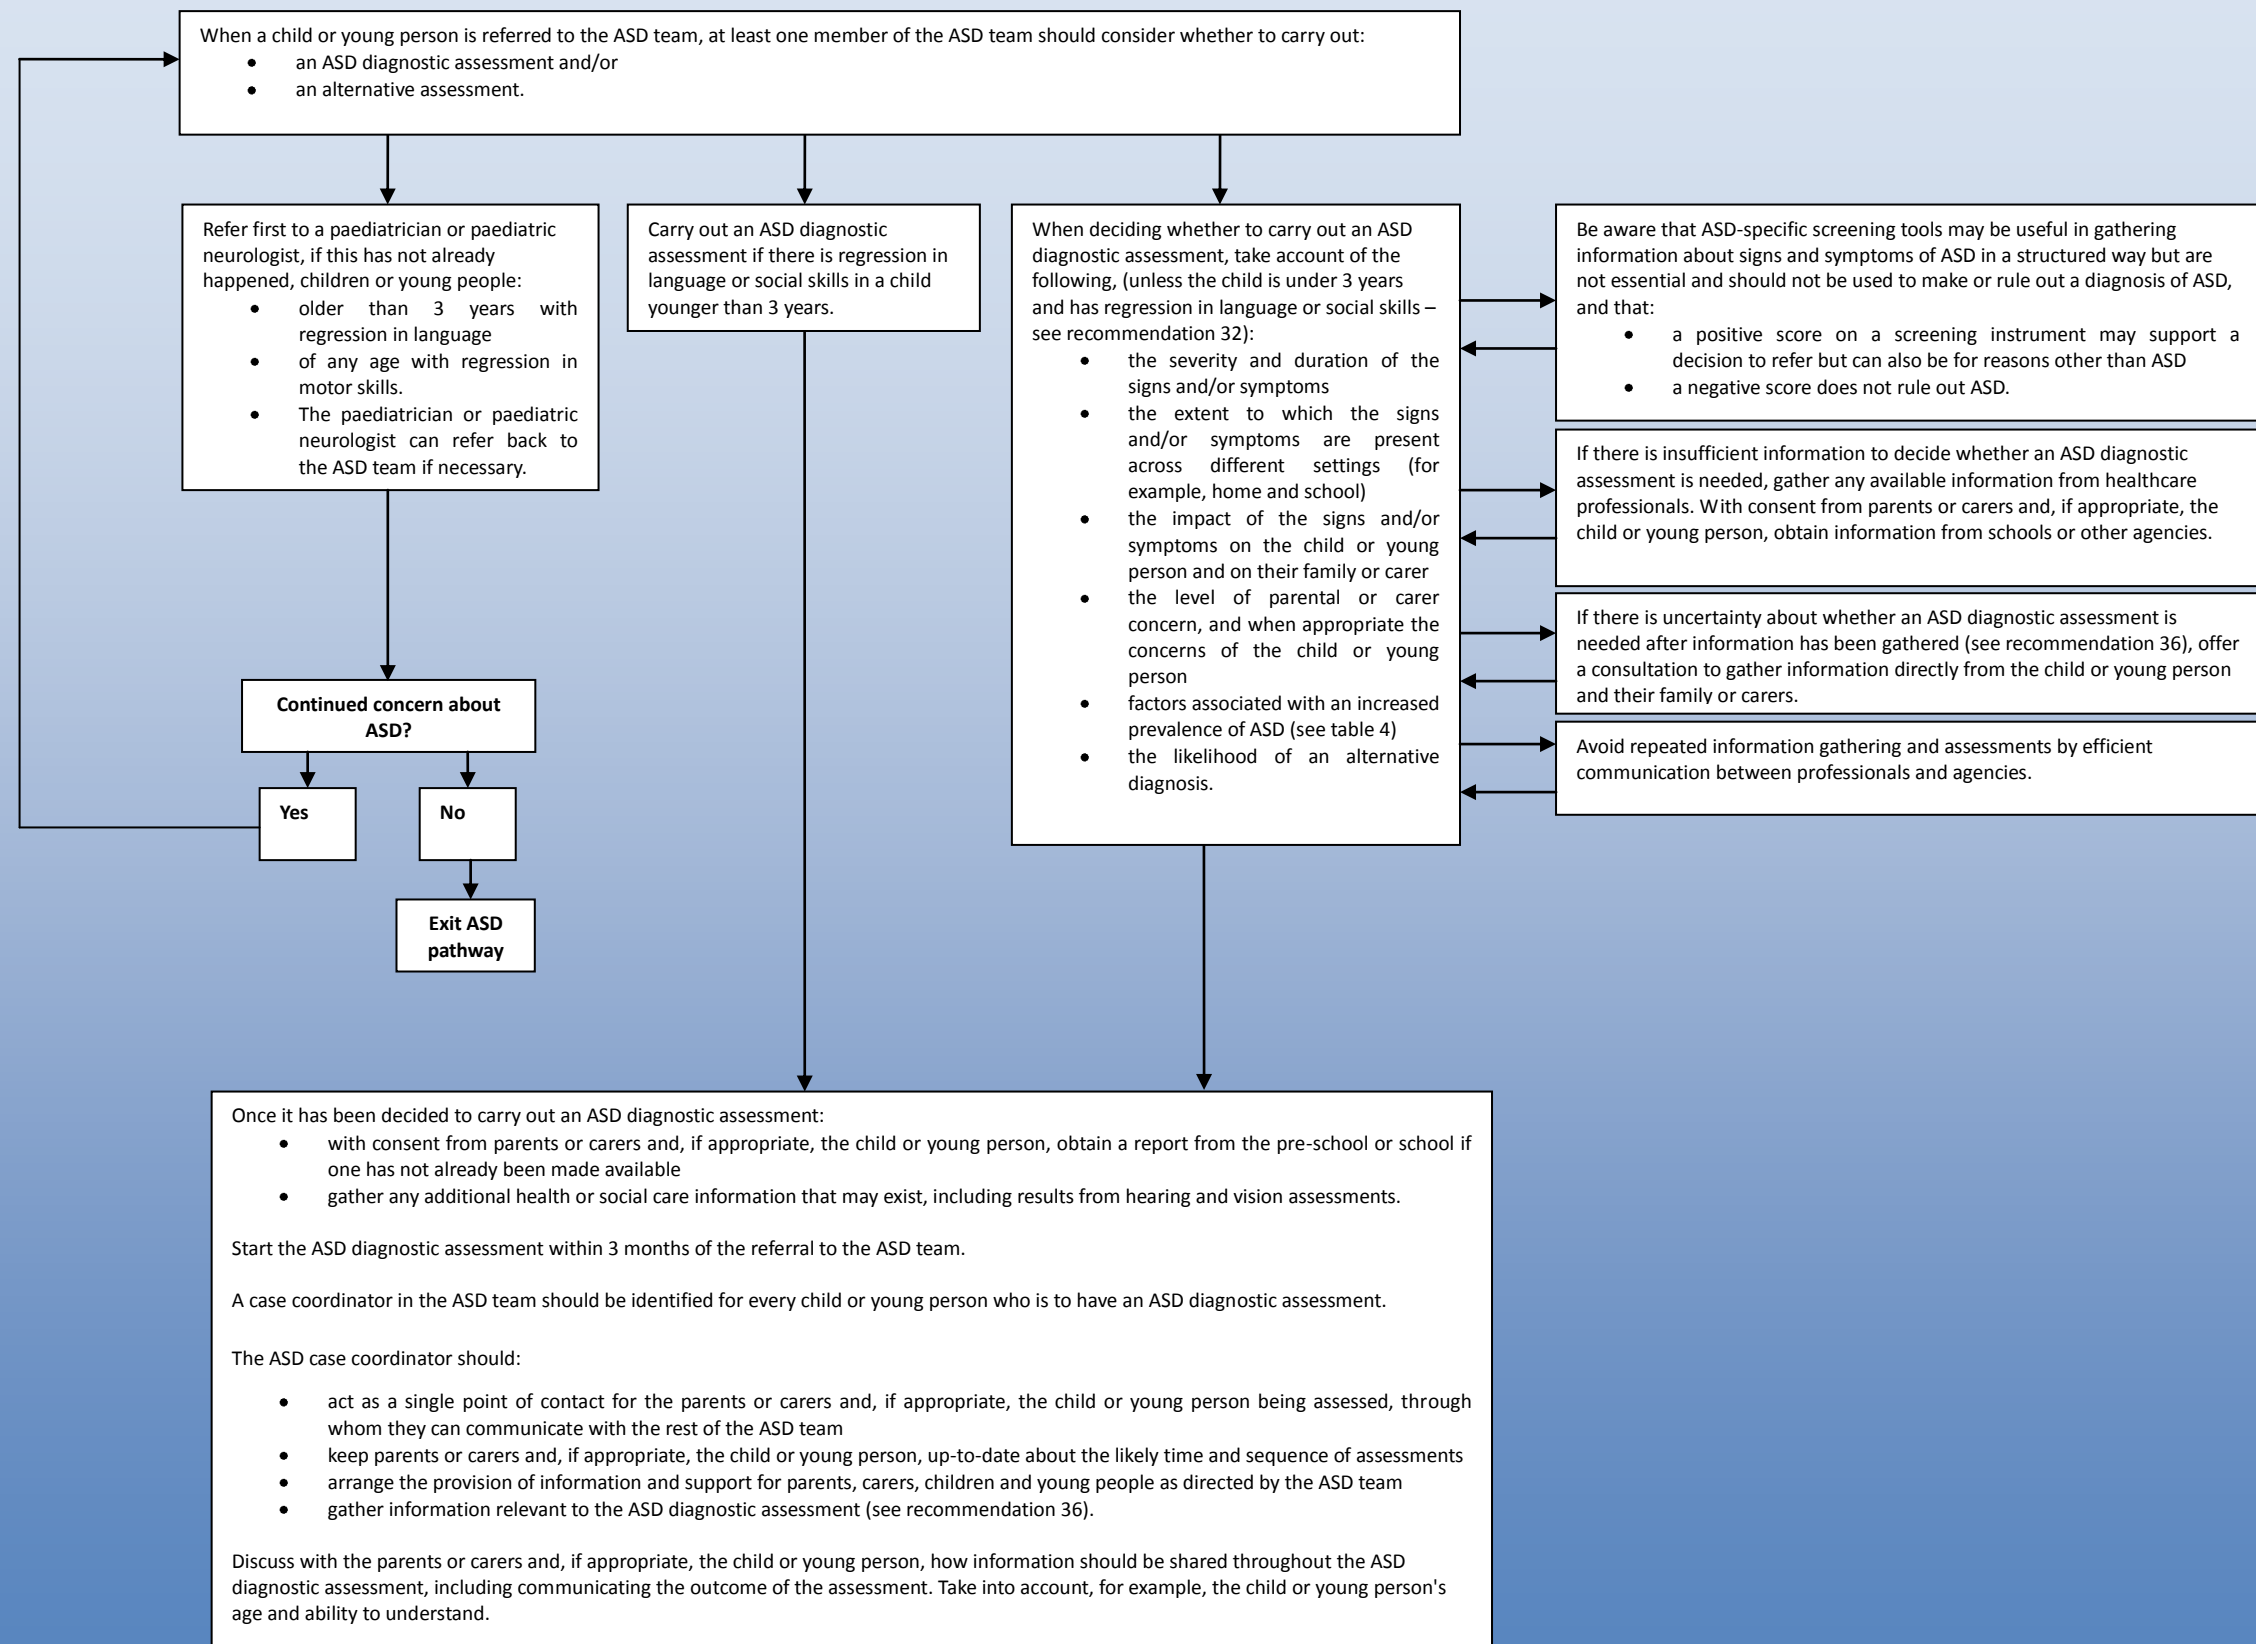 When a child or young person is referred to the ASD team, at least one member of the ASD team should consider whether to carry out:
• an ASD diagnostic assessment and/or
• an alternative assessment.
Refer first to a paediatrician or paediatric
neurologist, if this has not already
happened, children or young people:
• older than 3 years with
regression in language
• of any age with regression in
motor skills.
• The paediatrician or paediatric
neurologist can refer back to
the ASD team if necessary.
Continued concern about
ASD?
Yes
No
Exit ASD
pathway
Carry out an ASD diagnostic
assessment if there is regression in
language or social skills in a child
younger than 3 years.
When deciding whether to carry out an ASD
diagnostic assessment, take account of the
following, (unless the child is under 3 years
and has regression in language or social skills –
see recommendation 32):
• the severity and duration of the
signs and/or symptoms
• the extent to which the signs
and/or symptoms are present
across different settings (for
example, home and school)
• the impact of the signs and/or
symptoms on the child or young
person and on their family or carer
• the level of parental or carer
concern, and when appropriate the
concerns of the child or young
person
• factors associated with an increased
prevalence of ASD (see table 4)
• the likelihood of an alternative
diagnosis.
Be aware that ASD-specific screening tools may be useful in gathering
information about signs and symptoms of ASD in a structured way but are
not essential and should not be used to make or rule out a diagnosis of ASD,
and that:
• a positive score on a screening instrument may support a
decision to refer but can also be for reasons other than ASD
• a negative score does not rule out ASD.
If there is insufficient information to decide whether an ASD diagnostic
assessment is needed, gather any available information from healthcare
professionals. With consent from parents or carers and, if appropriate, the
child or young person, obtain information from schools or other agencies.
If there is uncertainty about whether an ASD diagnostic assessment is
needed after information has been gathered (see recommendation 36), offer
a consultation to gather information directly from the child or young person
and their family or carers.
Avoid repeated information gathering and assessments by efficient
communication between professionals and agencies.
Once it has been decided to carry out an ASD diagnostic assessment:
• with consent from parents or carers and, if appropriate, the child or young person, obtain a report from the pre-school or school if
one has not already been made available
• gather any additional health or social care information that may exist, including results from hearing and vision assessments.
Start the ASD diagnostic assessment within 3 months of the referral to the ASD team.
A case coordinator in the ASD team should be identified for every child or young person who is to have an ASD diagnostic assessment.
The ASD case coordinator should:
• act as a single point of contact for the parents or carers and, if appropriate, the child or young person being assessed, through
whom they can communicate with the rest of the ASD team
• keep parents or carers and, if appropriate, the child or young person, up-to-date about the likely time and sequence of assessments
• arrange the provision of information and support for parents, carers, children and young people as directed by the ASD team
• gather information relevant to the ASD diagnostic assessment (see recommendation 36).
Discuss with the parents or carers and, if appropriate, the child or young person, how information should be shared throughout the ASD
diagnostic assessment, including communicating the outcome of the assessment. Take into account, for example, the child or young person's
age and ability to understand.